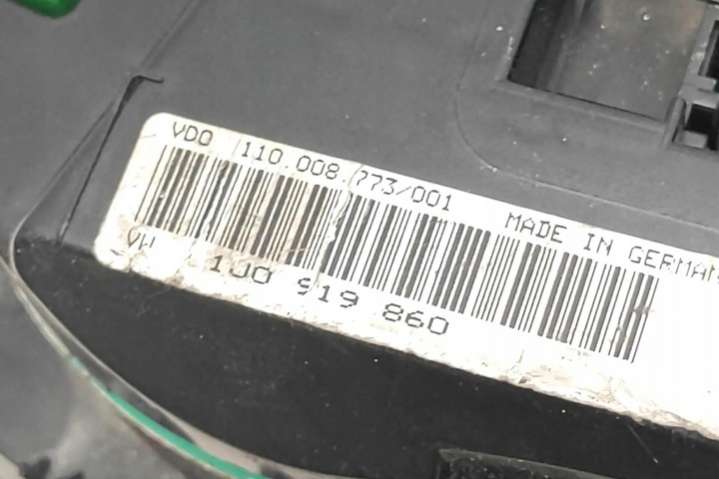 VDO 110.008.773/001 MADE IN GERMAN
VW 1J0 919 860